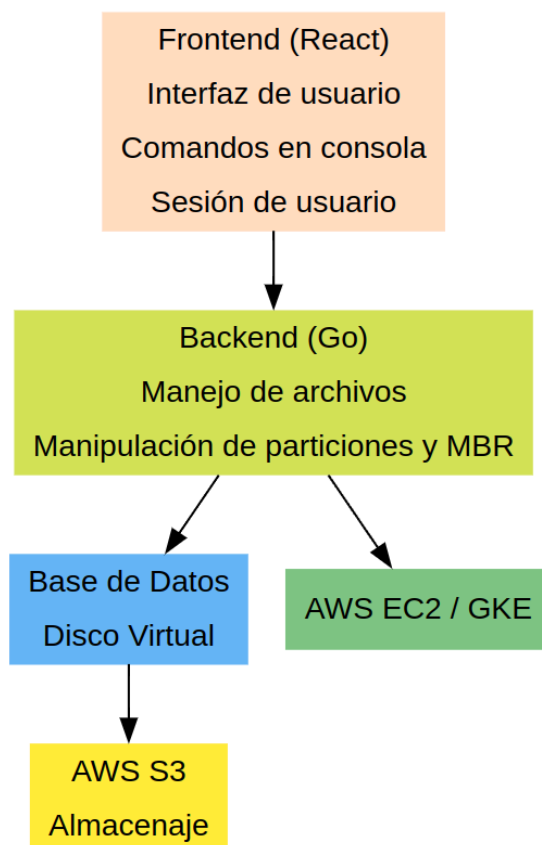 Frontend (React)
Interfaz de usuario
Comandos en consola
Sesión de usuario
Backend (Go)
Manejo de archivos
Manipulación de particiones y MBR
Base de Datos
Disco Virtual
AWS EC2 / GKE
AWS S3
Almacenaje